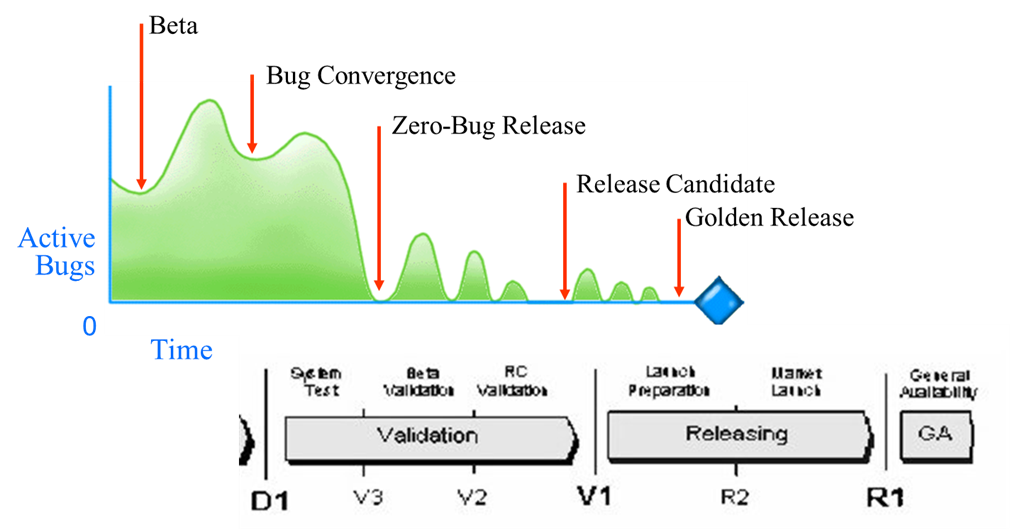 Beta
Bug Convergence
Zero-Bug Release
Release Candidate
Golden Release
Active
Bugs
0
Time
System
Test
Beta
Validation
RC
Validation
Launch
Preparation
Market
Launch
General
Availability
Validation
Releasing
GA
D1
V3
V2
V1
R2
R1